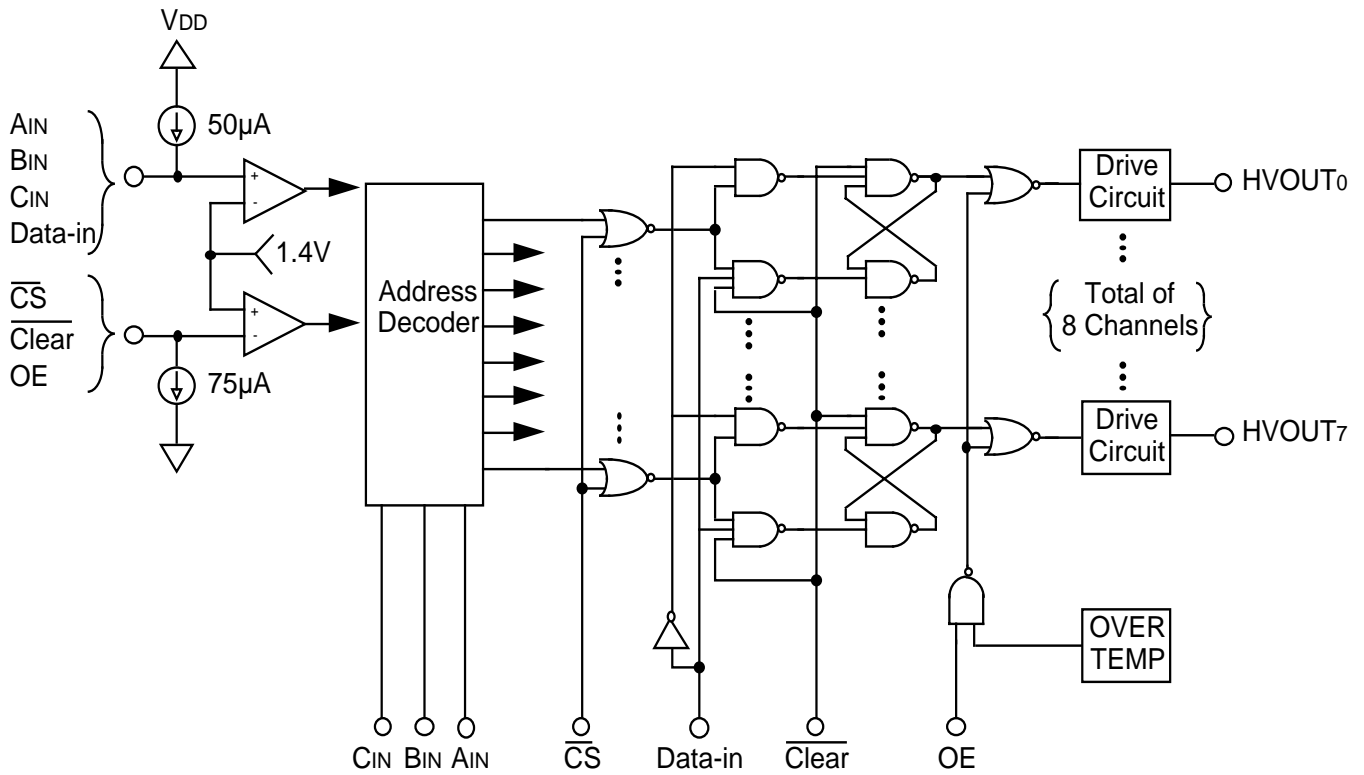 VDD
50µA
AIN
BIN
CIN
Data-in
1.4V
CS
Clear
OE
75µA
Address
Decoder
Drive
Circuit
HVOUT0
Total of
8 Channels
Drive
Circuit
HVOUT7
OVER
TEMP
CIN BIN AIN CS Data-in Clear OE
+
-
+
-